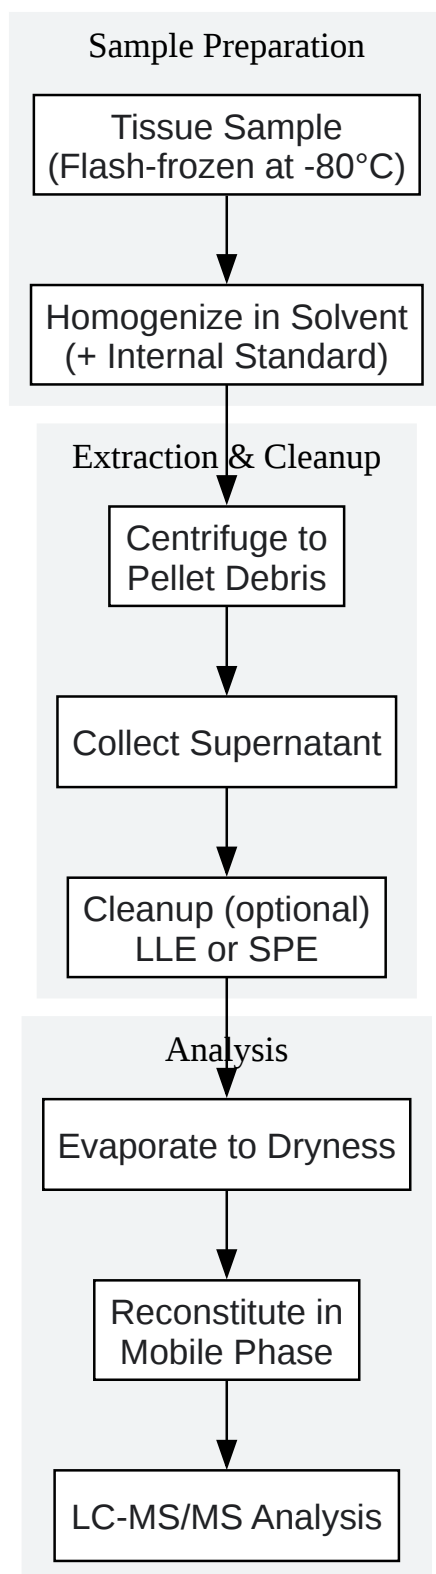 Sample Preparation
Tissue Sample
(Flash-frozen at -80°C)
Homogenize in Solvent
(+ Internal Standard)
Extraction & Cleanup
Centrifuge to
Pellet Debris
Collect Supernatant
Cleanup (optional)
LLE or SPE
Analysis
Evaporate to Dryness
Reconstitute in
Mobile Phase
LC-MS/MS Analysis